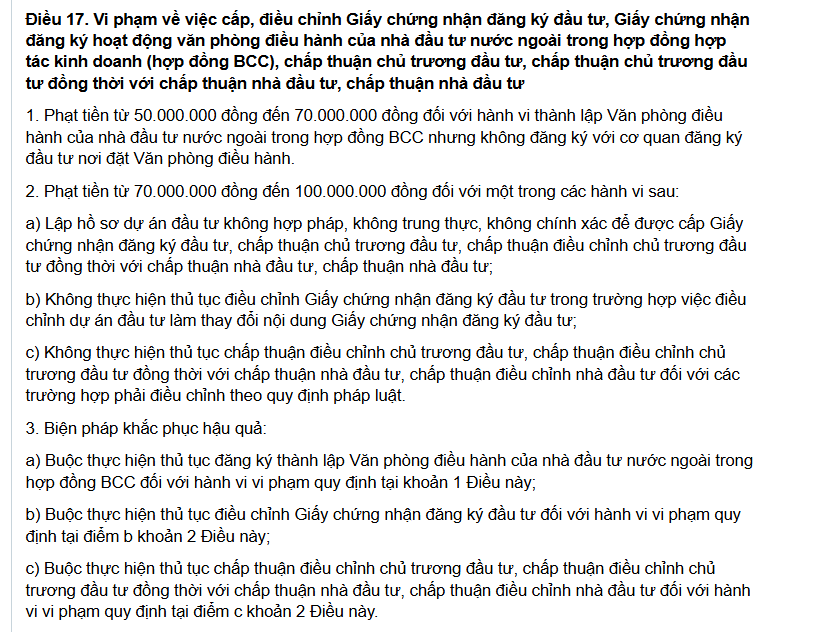 Điều 17. Vi phạm về việc cấp, điều chỉnh Giấy chứng nhận đăng ký đầu tư, Giấy chứng nhận
đăng ký hoạt động văn phòng điều hành của nhà đầu tư nước ngoài trong hợp đồng hợp
tác kinh doanh (hợp đồng BCC), chấp thuận chủ trương đầu tư, chấp thuận chủ trương đầu
tư đồng thời với chấp thuận nhà đầu tư, chấp thuận nhà đầu tư
1. Phạt tiền từ 50.000.000 đồng đến 70.000.000 đồng đối với hành vi thành lập Văn phòng điều
hành của nhà đầu tư nước ngoài trong hợp đồng BCC nhưng không đăng ký với cơ quan đăng ký
đầu tư nơi đặt Văn phòng điều hành.
2. Phạt tiền từ 70.000.000 đồng đến 100.000.000 đồng đối với một trong các hành vi sau:
a) Lập hồ sơ dự án đầu tư không hợp pháp, không trung thực, không chính xác để được cấp Giấy
chứng nhận đăng ký đầu tư, chấp thuận chủ trương đầu tư, chấp thuận điều chỉnh chủ trương đầu
tư đồng thời với chấp thuận nhà đầu tư, chấp thuận nhà đầu tư;
b) Không thực hiện thủ tục điều chỉnh Giấy chứng nhận đăng ký đầu tư trong trường hợp việc điều
chỉnh dự án đầu tư làm thay đổi nội dung Giấy chứng nhận đăng ký đầu tư;
c) Không thực hiện thủ tục chấp thuận điều chỉnh chủ trương đầu tư, chấp thuận điều chỉnh chủ
trương đầu tư đồng thời với chấp thuận nhà đầu tư, chấp thuận điều chỉnh nhà đầu tư đối với các
trường hợp phải điều chỉnh theo quy định pháp luật.
3. Biện pháp khắc phục hậu quả:
a) Buộc thực hiện thủ tục đăng ký thành lập Văn phòng điều hành của nhà đầu tư nước ngoài trong
hợp đồng BCC đối với hành vi vi phạm quy định tại khoản 1 Điều này;
b) Buộc thực hiện thủ tục điều chỉnh Giấy chứng nhận đăng ký đầu tư đối với hành vi vi phạm quy
định tại điểm b khoản 2 Điều này;
c) Buộc thực hiện thủ tục chấp thuận điều chỉnh chủ trương đầu tư, chấp thuận điều chỉnh chủ
trương đầu tư đồng thời với chấp thuận nhà đầu tư, chấp thuận điều chỉnh nhà đầu tư đối với hành
vi vi phạm quy định tại điểm c khoản 2 Điều này.